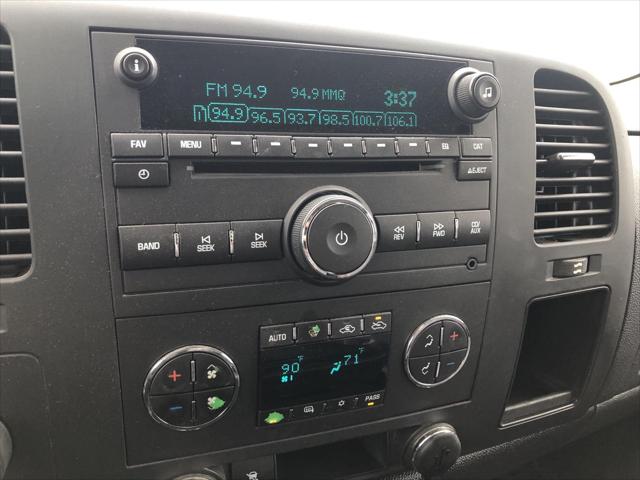 FM 94.9 94.9 MMQ 3:37
94.9 96.5 93.7 98.5 100.7 106.1
FAV MENU EQ CAT
EJECT
BAND SEEK SEEK REV FWD CD/AUX
AUTO
90°F 71°F
PASS